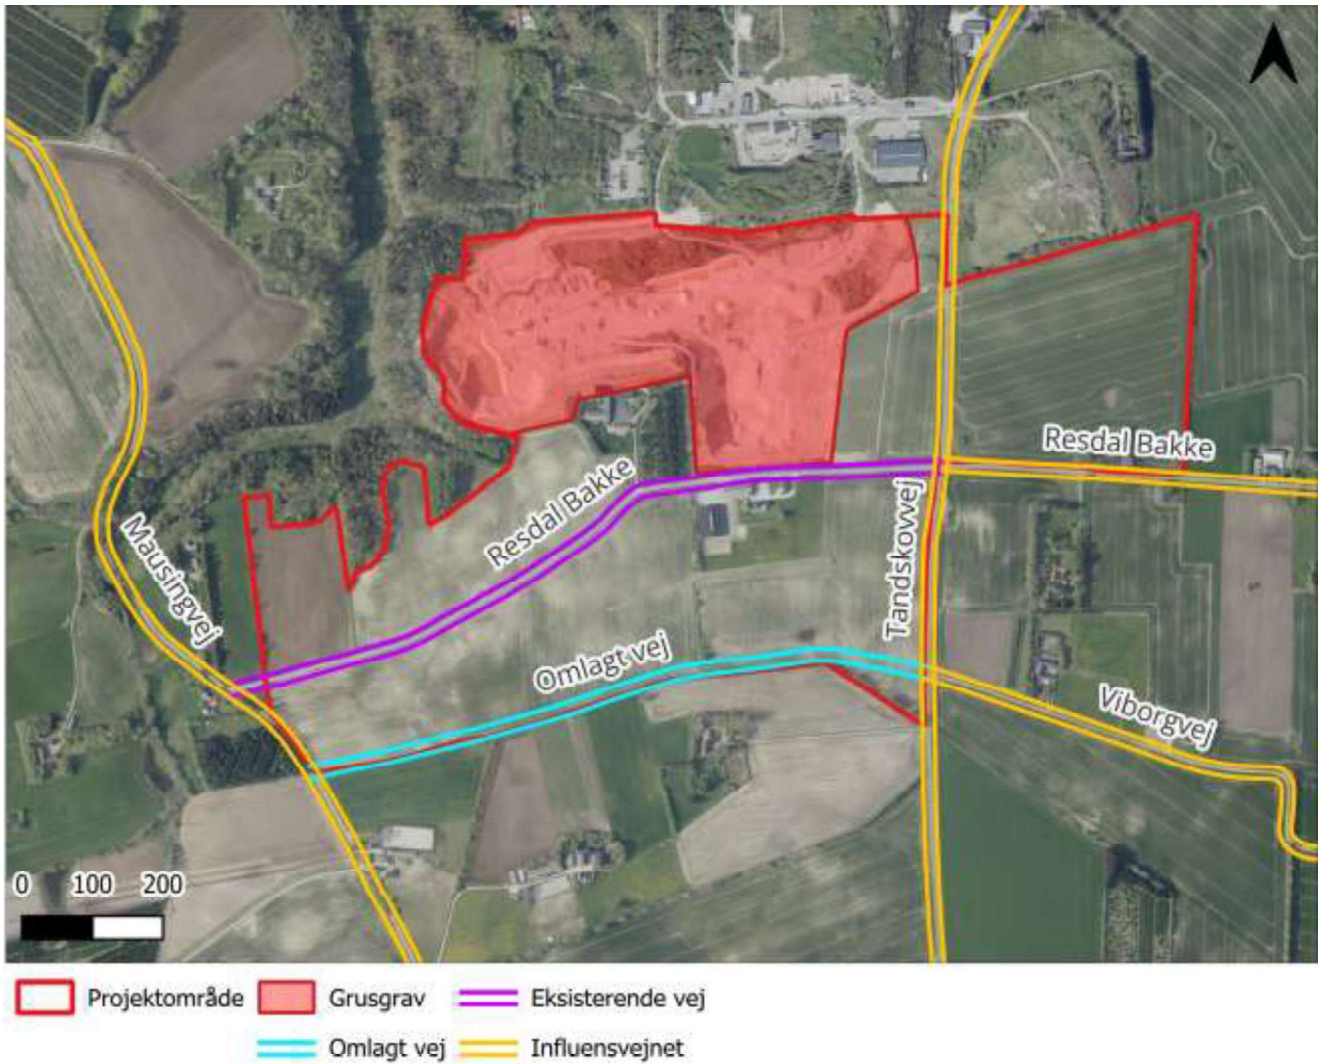 Resdal Bakke
Resdal Bakke
Mausingvej
Tandskovvej
Omlagt vej
Viborgvej
0 100 200
Projektområde Grusgrav Eksisterende vej
Omlagt vej Influensvejnet